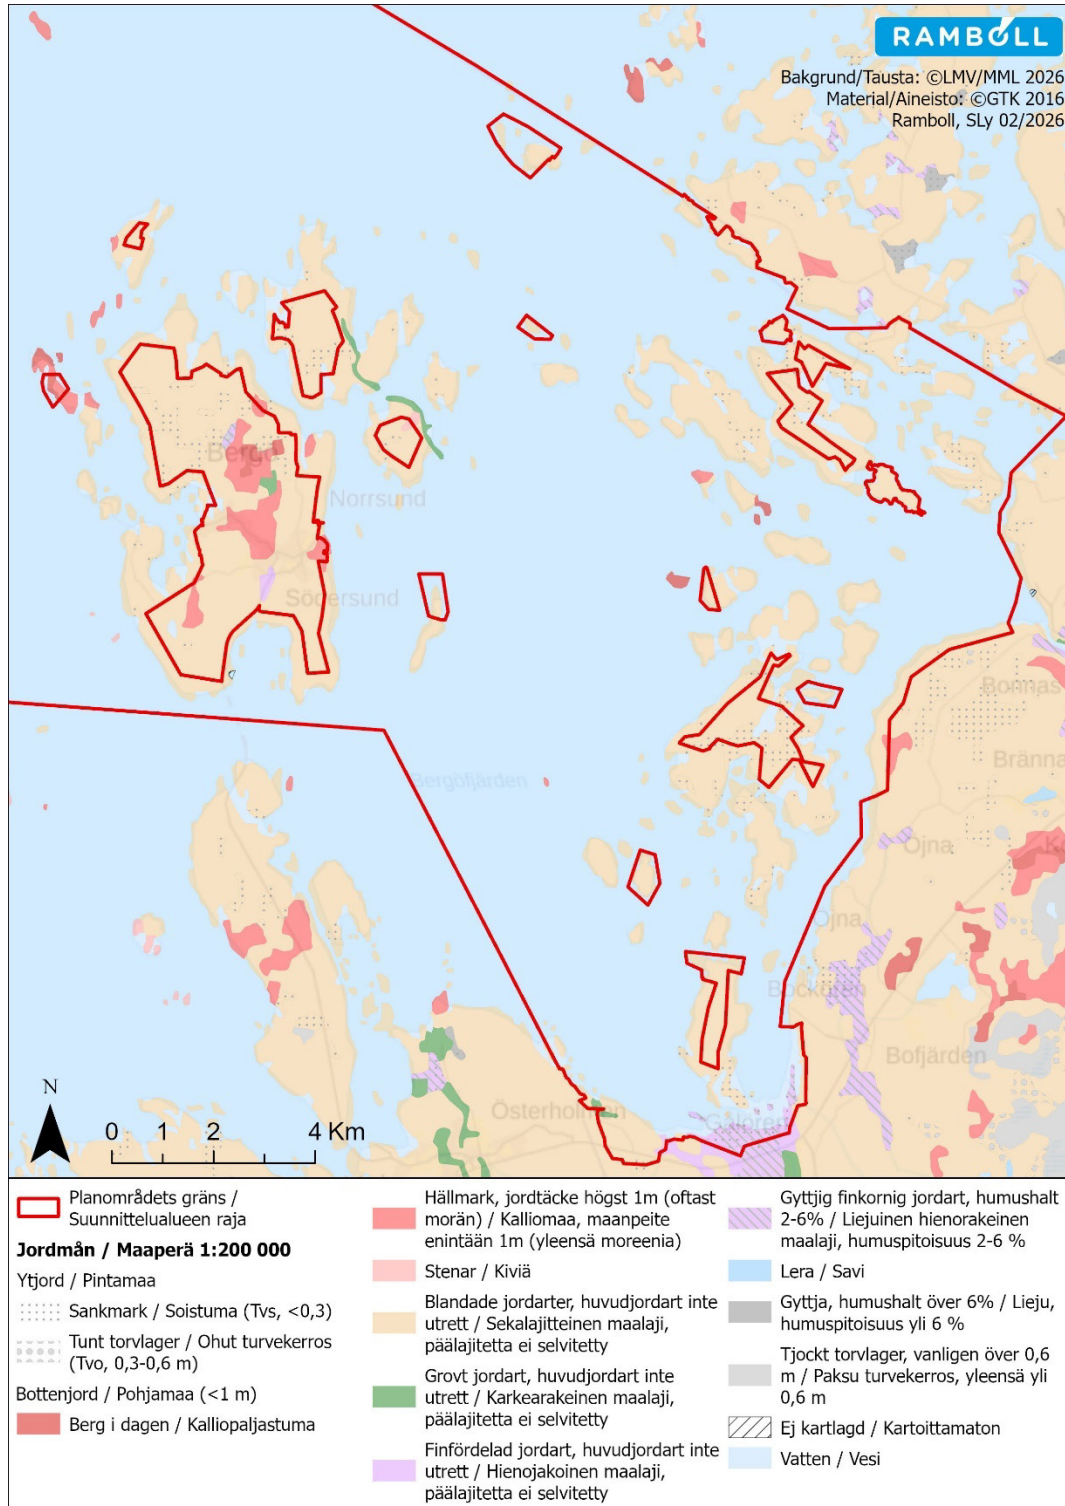 RAMBOLL
Bakgrund/Tausta: ©LMV/MML 2026
Material/Aineisto: ©GTK 2016
Ramboll, SLy 02/2026
Norrsund
Södersund
Bonnas
Bränna
Bergöfjärden
Öjna
Öjna
Bockören
Bofjärden
Österholmen
N
0 1 2 4 Km
Planområdets gräns /
Suunnittelualueen raja
Jordmån / Maaperä 1:200 000
Ytjord / Pintamaa
Sankmark / Soistuma (Tvs, <0,3)
Tunt torvlager / Ohut turvekerros
(Tvo, 0,3-0,6 m)
Bottenjord / Pohjamaa (<1 m)
Berg i dagen / Kalliopaljastuma
Hällmark, jordtäcke högst 1m (oftast
morän) / Kalliomaa, maanpeite
enintään 1m (yleensä moreenia)
Stenar / Kiviä
Blandade jordarter, huvudjordart inte
utrett / Sekalajitteinen maalaji,
päälajitetta ei selvitetty
Grovt jordart, huvudjordart inte
utrett / Karkearakeinen maalaji,
päälajitetta ei selvitetty
Finfördelad jordart, huvudjordart inte
utrett / Hienojakoinen maalaji,
päälajitetta ei selvitetty
Gyttjig finkornig jordart, humushalt
2-6% / Liejuinen hienorakeinen
maalaji, humuspitoisuus 2-6 %
Lera / Savi
Gyttja, humushalt över 6% / Lieju,
humuspitoisuus yli 6 %
Tjockt torvlager, vanligen över 0,6
m / Paksu turvekerros, yleensä yli
0,6 m
Ej kartlagd / Kartoittamaton
Vatten / Vesi